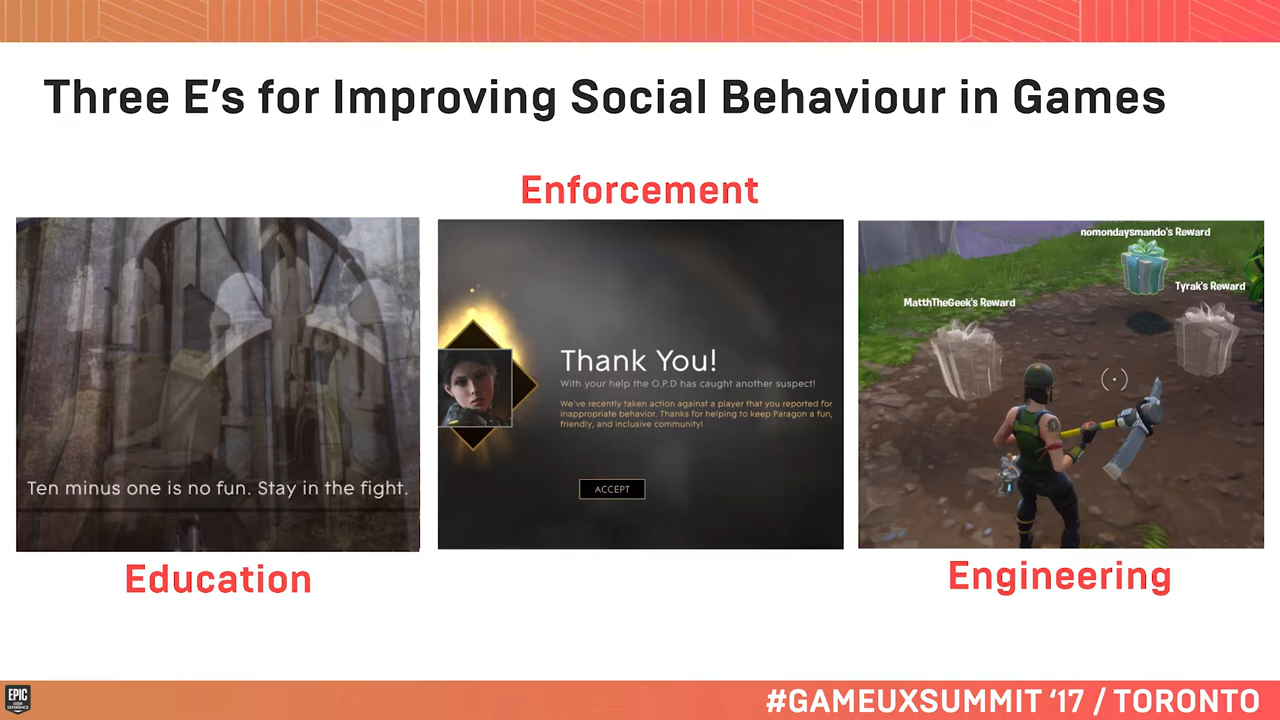 Three E's for Improving Social Behaviour in Games
Enforcement
Ten minus one is no fun. Stay in the fight.
Education
Thank You!
With your help the O.P.D has caught another suspect!
We've recently taken action against a player that you reported for
inappropriate behavior. Thanks for helping to keep Paragon a fun,
friendly, and inclusive community!
ACCEPT
nomondaysmando's Reward
Tyrak's Reward
MatthTheGeek's Reward
Engineering
EPIC
USER
EXPERIENCE
#GAMEUXSUMMIT '17 / TORONTO